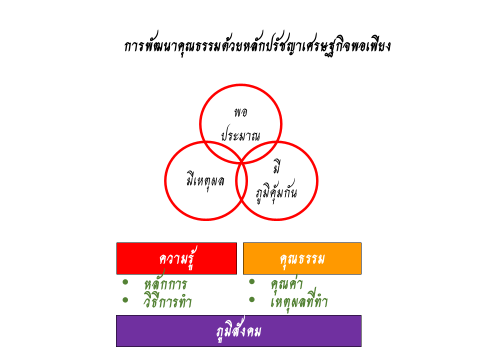 การพัฒนาคุณธรรมด้วยหลักปรัชญาเศรษฐกิจพอเพียง
พอ
ประมาณ
มีเหตุผล
มี
ภูมิคุ้มกัน
ความรู้
• หลักการ
• วิธีการทำ
คุณธรรม
• คุณค่า
• เหตุผลที่ทำ
ภูมิสังคม